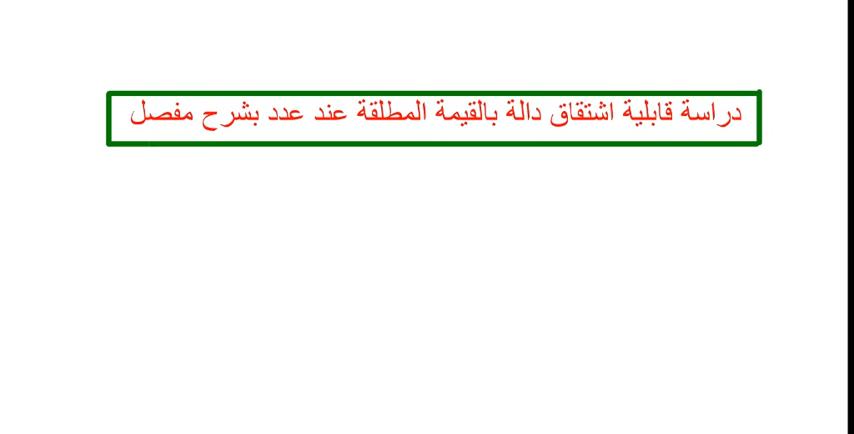 دراسة قابلية اشتقاق دالة بالقيمة المطلقة عند عدد بشرح مفصل